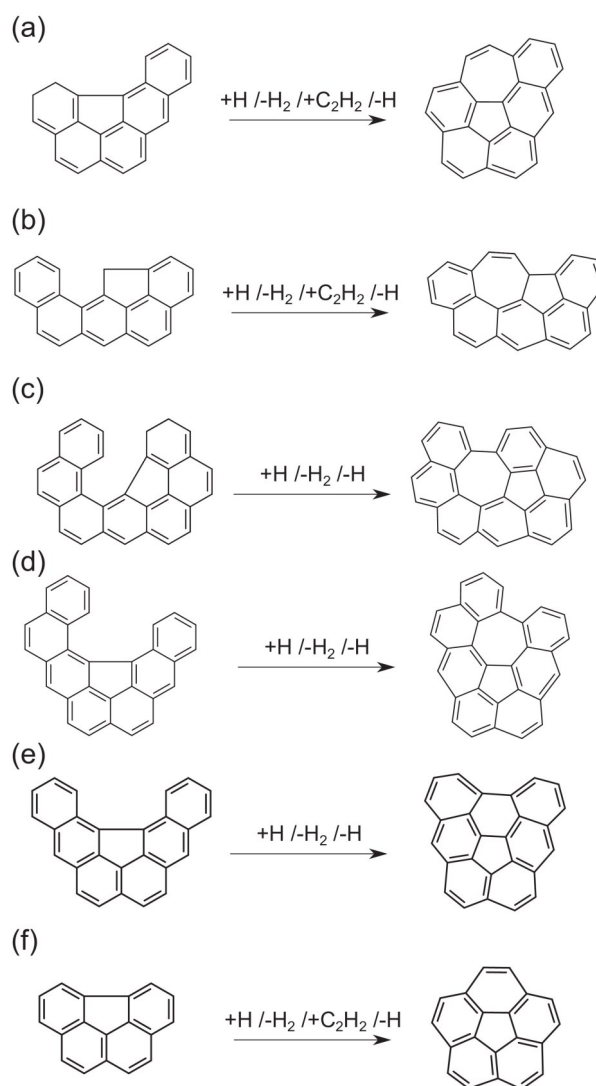 (a)
+H /-H₂ /+C₂H₂ /-H
(b)
+H /-H₂ /+C₂H₂ /-H
(c)
+H /-H₂ /-H
(d)
+H /-H₂ /-H
(e)
+H /-H₂ /-H
(f)
+H /-H₂ /+C₂H₂ /-H